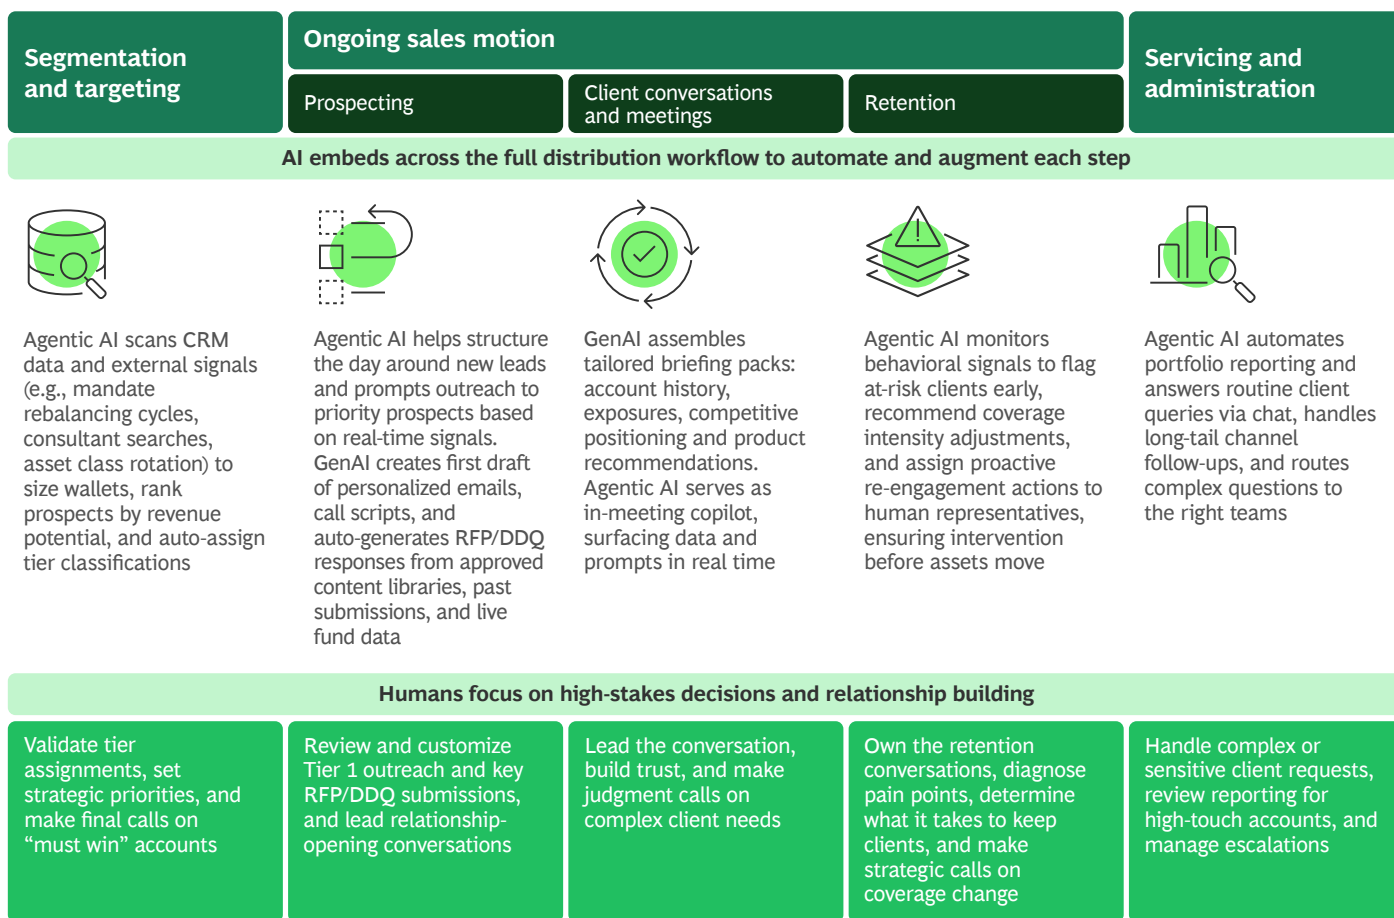 Segmentation
and targeting
Ongoing sales motion
Prospecting
Client conversations
and meetings
Retention
Servicing and
administration
AI embeds across the full distribution workflow to automate and augment each step
Agentic AI scans CRM
data and external signals
(e.g., mandate
rebalancing cycles,
consultant searches,
asset class rotation) to
size wallets, rank
prospects by revenue
potential, and auto-assign
tier classifications
Agentic AI helps structure
the day around new leads
and prompts outreach to
priority prospects based
on real-time signals.
GenAI creates first draft
of personalized emails,
call scripts, and
auto-generates RFP/DDQ
responses from approved
content libraries, past
submissions, and live
fund data
GenAI assembles
tailored briefing packs:
account history,
exposures, competitive
positioning and product
recommendations.
Agentic AI serves as
in-meeting copilot,
surfacing data and
prompts in real time
Agentic AI monitors
behavioral signals to flag
at-risk clients early,
recommend coverage
intensity adjustments,
and assign proactive
re-engagement actions to
human representatives,
ensuring intervention
before assets move
Agentic AI automates
portfolio reporting and
answers routine client
queries via chat, handles
long-tail channel
follow-ups, and routes
complex questions to
the right teams
Humans focus on high-stakes decisions and relationship building
Validate tier
assignments, set
strategic priorities, and
make final calls on
“must win” accounts
Review and customize
Tier 1 outreach and key
RFP/DDQ submissions,
and lead relationship-
opening conversations
Lead the conversation,
build trust, and make
judgment calls on
complex client needs
Own the retention
conversations, diagnose
pain points, determine
what it takes to keep
clients, and make
strategic calls on
coverage change
Handle complex or
sensitive client requests,
review reporting for
high-touch accounts, and
manage escalations